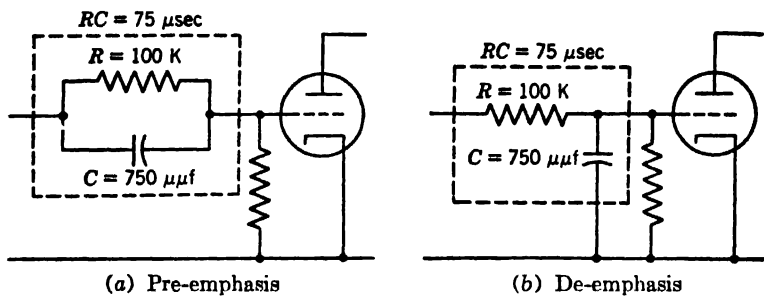 RC = 75 μsec
R = 100 K
C = 750 μμf
(a) Pre-emphasis
RC = 75 μsec
R = 100 K
C = 750 μμf
(b) De-emphasis